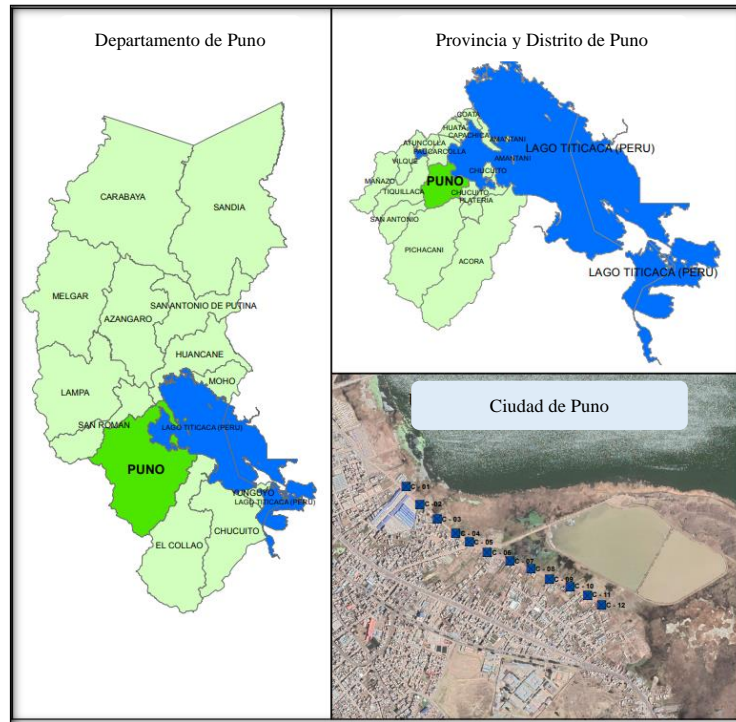 Departamento de Puno
CARABAYA
SANDIA
MELGAR
SAN ANTONIO DE PUTINA
AZANGARO
HUANCANE
MOHO
LAMPA
SAN ROMAN
LAGO TITICACA (PERU)
PUNO
YUNGUYO
LAGO TITICACA (PERU)
CHUCUITO
EL COLLAO
Provincia y Distrito de Puno
COATA
HUATA
CAPACHICA
AMANTANI
ATUNCOLLA
PAUCARCOLLA
LAGO TITICACA (PERU)
VILQUE
AMANTANI
CHUCUITO
MAÑAZO
PUNO
TIQUILLACA
CHUCUITO
PLATERIA
SAN ANTONIO
PICHACANI
ACORA
LAGO TITICACA (PERU)
Ciudad de Puno
C - 01
C - 02
C - 03
C - 04
C - 05
C - 06
C - 07
C - 08
C - 09
C - 10
C - 11
C - 12